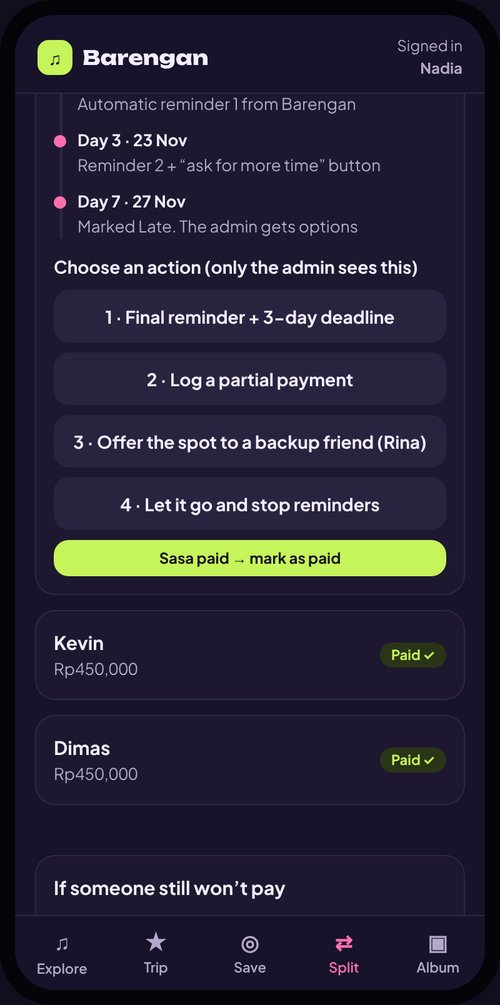 Barengan
Signed in
Nadia
Automatic reminder 1 from Barengan
Day 3 · 23 Nov
Reminder 2 + “ask for more time” button
Day 7 · 27 Nov
Marked Late. The admin gets options
Choose an action (only the admin sees this)
1 · Final reminder + 3-day deadline
2 · Log a partial payment
3 · Offer the spot to a backup friend (Rina)
4 · Let it go and stop reminders
Sasa paid → mark as paid
Kevin
Rp450,000
Paid ✓
Dimas
Rp450,000
Paid ✓
If someone still won’t pay
Explore
Trip
Save
Split
Album